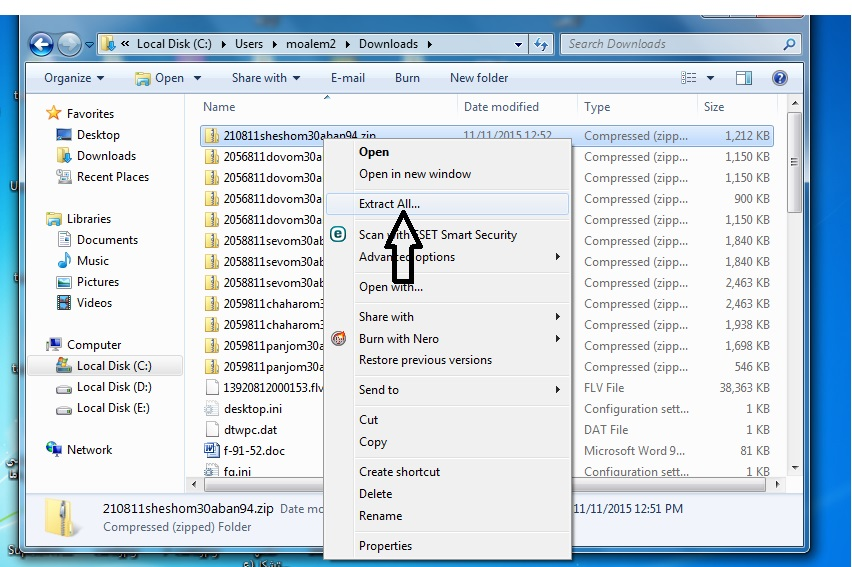 « Local Disk (C:) ▸ Users ▸ moalem2 ▸ Downloads ▸
Search Downloads
Organize Open Share with E-mail Burn New folder
Name Date modified Type Size
Favorites
Desktop
Downloads
Recent Places
Libraries
Documents
Music
Pictures
Videos
Computer
Local Disk (C:)
Local Disk (D:)
Local Disk (E:)
Network
210811sheshom30aban94.zip 11/11/2015 12:52 Compressed (zipp... 1,212 KB
2056811dovom30a Compressed (zipp... 1,150 KB
2056811dovom30a Compressed (zipp... 1,150 KB
2056811dovom30a Compressed (zipp... 900 KB
2056811dovom30a Compressed (zipp... 1,150 KB
2058811sevom30ab Compressed (zipp... 1,840 KB
2058811sevom30ab Compressed (zipp... 1,840 KB
2058811sevom30ab Compressed (zipp... 2,463 KB
2059811chaharom3 Compressed (zipp... 2,463 KB
2059811chaharom3 Compressed (zipp... 1,938 KB
2059811panjom30a Compressed (zipp... 1,698 KB
2059811panjom30a Compressed (zipp... 546 KB
13920812000153.flv FLV File 38,363 KB
desktop.ini Configuration sett... 1 KB
dtwpc.dat DAT File 1 KB
f-91-52.doc Microsoft Word 9... 81 KB
fg.ini Configuration sett... 1 KB
Open
Open in new window
Extract All...
Scan with ESET Smart Security
Advanced options
Open with...
Share with
Burn with Nero
Restore previous versions
Send to
Cut
Copy
Create shortcut
Delete
Rename
Properties
210811sheshom30aban94.zip Date mo 11/11/2015 12:51 PM
Compressed (zipped) Folder